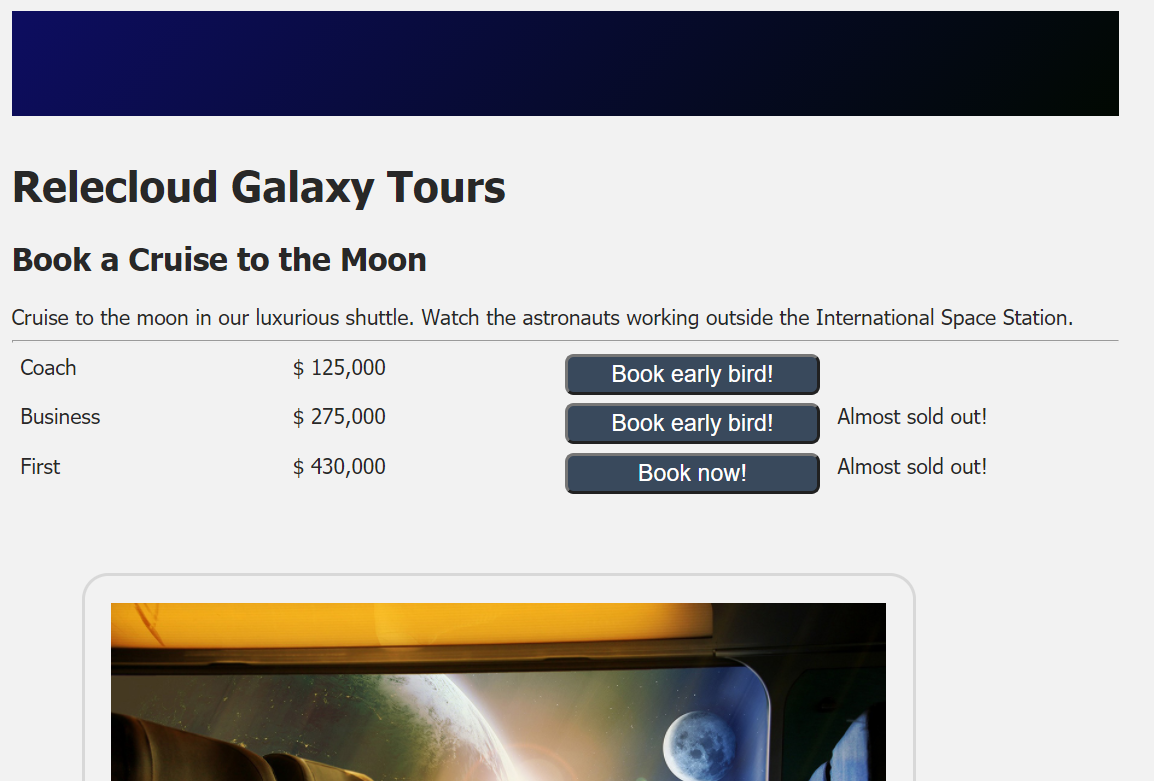 Relecloud Galaxy Tours
Book a Cruise to the Moon
Cruise to the moon in our luxurious shuttle. Watch the astronauts working outside the International Space Station.
Coach $ 125,000 Book early bird!
Business $ 275,000 Book early bird! Almost sold out!
First $ 430,000 Book now! Almost sold out!